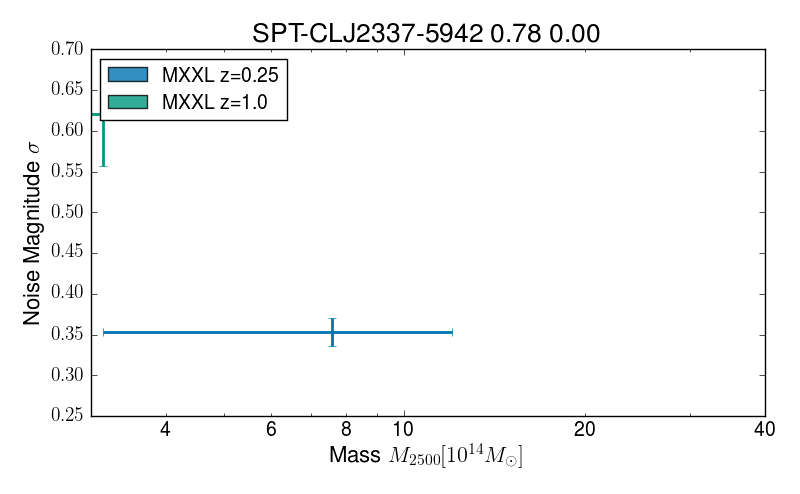 SPT-CLJ2337-5942 0.78 0.00
MXXL z=0.25
MXXL z=1.0
Noise Magnitude σ
0.70
0.65
0.60
0.55
0.50
0.45
0.40
0.35
0.30
0.25
4 6 8 10 20 40
Mass M₂₅₀₀[10¹⁴M☉]